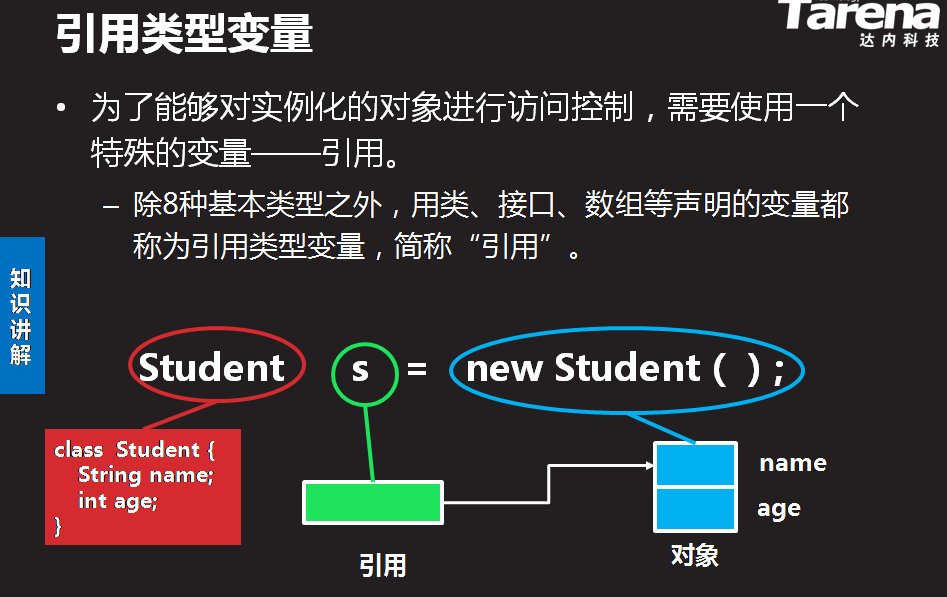 引用类型变量
Tarena
达内科技
• 为了能够对实例化的对象进行访问控制，需要使用一个
特殊的变量——引用。
– 除8种基本类型之外，用类、接口、数组等声明的变量都
称为引用类型变量，简称“引用”。
知识讲解
Student s = new Student ( ) ;
class Student {
String name;
int age;
}
name
age
引用
对象